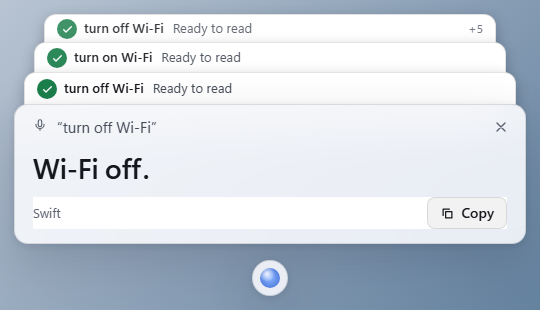 turn off Wi-Fi Ready to read +5
turn on Wi-Fi Ready to read
turn off Wi-Fi Ready to read
“turn off Wi-Fi”
Wi-Fi off.
Swift Copy